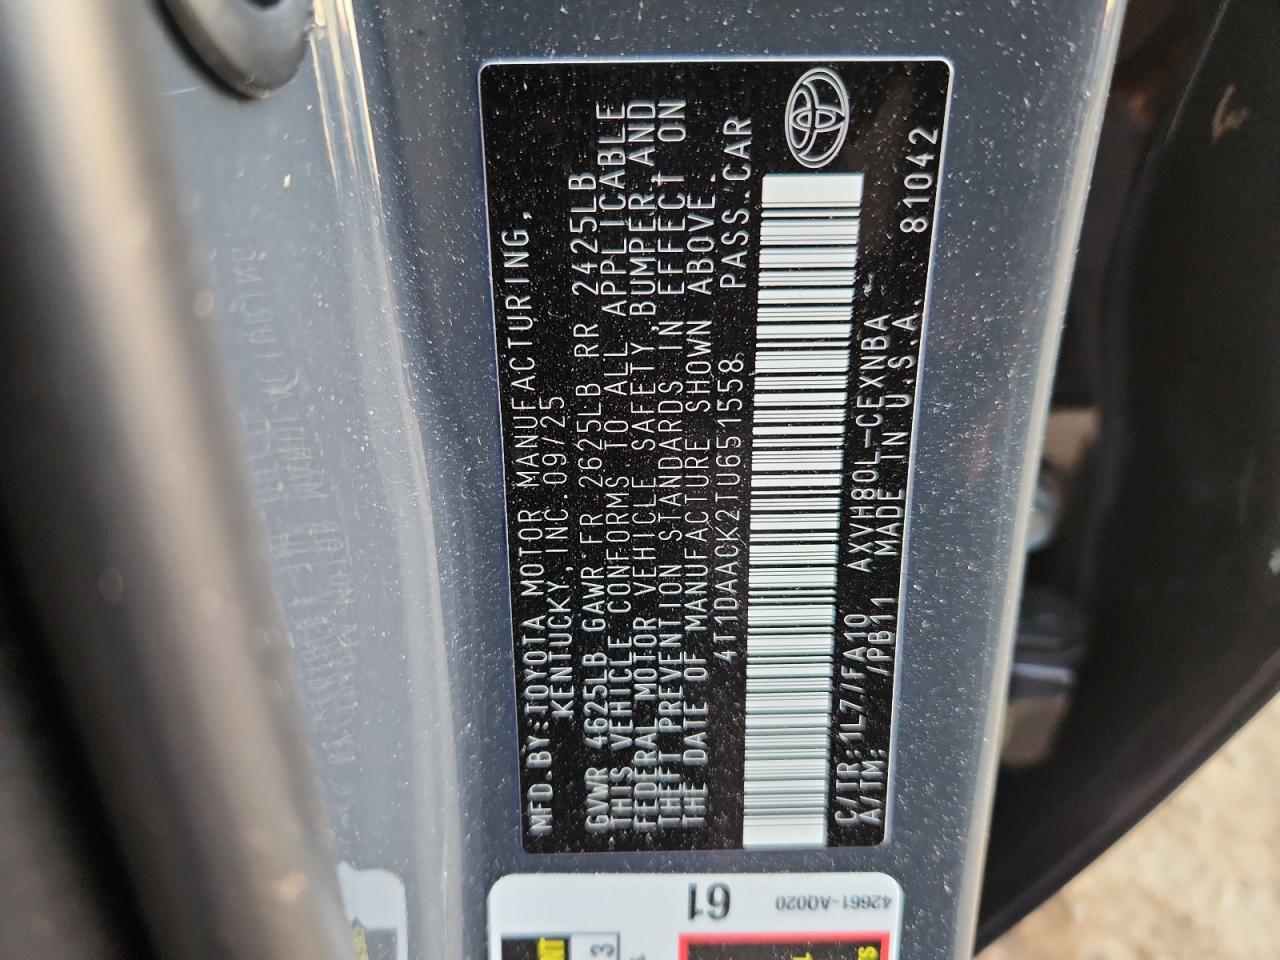 MFD.BY:TOYOTA MOTOR MANUFACTURING,
KENTUCKY, INC.09/25
GVWR 4625LB GAWR FR 2625LB RR 2425LB
THIS VEHICLE CONFORMS TO ALL APPLICABLE
FEDERAL MOTOR VEHICLE SAFETY, BUMPER, AND
THEFT PREVENTION STANDARDS IN EFFECT ON
THE DATE OF MANUFACTURE SHOWN ABOVE.
4T1DAACK2TU651558 PASS.CAR
C/TR:1L7//FA10 AXVH80L-CEXNBA
A/TM: /PB11 MADE IN U.S.A. 81042
61
42661-AQ020
3